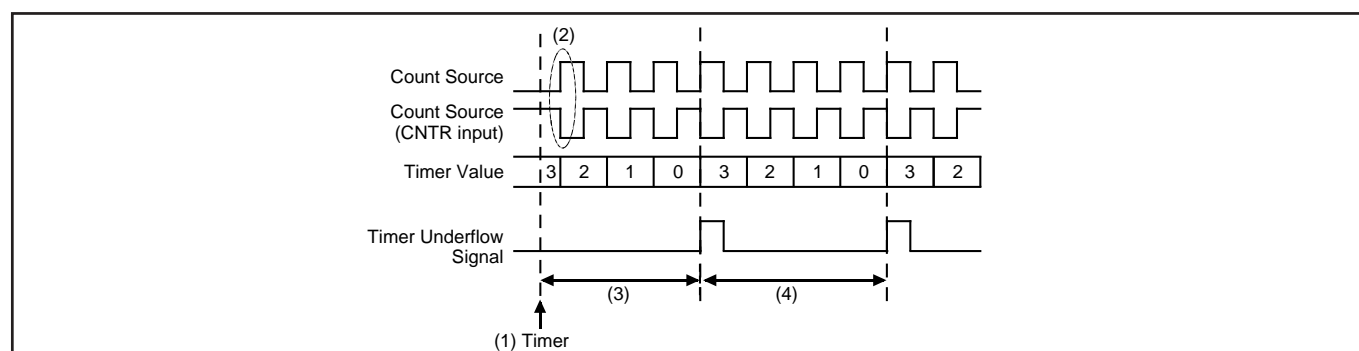 (2)
Count Source
Count Source
(CNTR input)
Timer Value 3 2 1 0 3 2 1 0 3 2
Timer Underflow
Signal
(3) (4)
(1) Timer